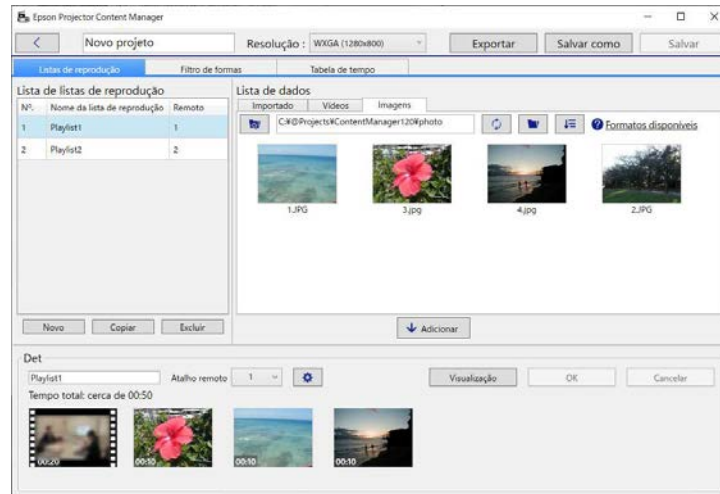 Epson Projector Content Manager
Novo projeto Resolução : WXGA (1280x800) Exportar Salvar como Salvar
Listas de reprodução Filtro de formas Tabela de tempo
Lista de listas de reprodução
Nº. Nome da lista de reprodução Remoto
1 Playlist1 1
2 Playlist2 2
Novo Copiar Excluir
Lista de dados
Importado Vídeos Imagens
C:¥@Projects¥ContentManager120¥photo ? Formatos disponíveis
1.JPG 3.jpg 4.jpg 2.JPG
Adicionar
Det
Playlist1 Atalho remoto 1 Visualização OK Cancelar
Tempo total: cerca de 00:50
00:20 00:10 00:10 00:10